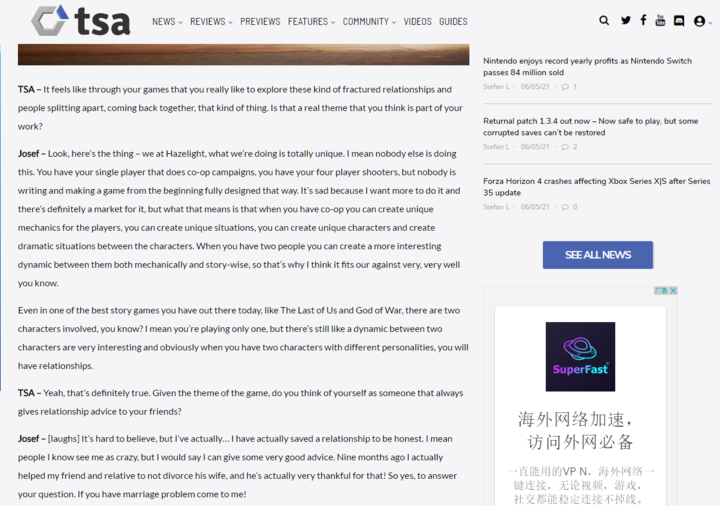 tsa
NEWS
REVIEWS
PREVIEWS
FEATURES
COMMUNITY
VIDEOS
GUIDES
TSA – It feels like through your games that you really like to explore these kind of fractured relationships and
people splitting apart, coming back together, that kind of thing. Is that a real theme that you think is part of your
work?
Josef – Look, here's the thing – we at Hazelight, what we're doing is totally unique. I mean nobody else is doing
this. You have your single player that does co-op campaigns, you have your four player shooters, but nobody is
writing and making a game from the beginning fully designed that way. It's sad because I want more to do it and
there's definitely a market for it, but what that means is that when you have co-op you can create unique
mechanics for the players, you can create unique situations, you can create unique characters and create
dramatic situations between the characters. When you have two people you can create a more interesting
dynamic between them both mechanically and story-wise, so that's why I think it fits our against very, very well
you know.
Even in one of the best story games you have out there today, like The Last of Us and God of War, there are two
characters involved, you know? I mean you're playing only one, but there's still like a dynamic between two
characters are very interesting and obviously when you have two characters with different personalities, you will
have relationships.
TSA – Yeah, that's definitely true. Given the theme of the game, do you think of yourself as someone that always
gives relationship advice to your friends?
Josef – [laughs] It's hard to believe, but I've actually… I have actually saved a relationship to be honest. I mean
people I know see me as crazy, but I would say I can give some very good advice. Nine months ago I actually
helped my friend and relative to not divorce his wife, and he's actually very thankful for that! So yes, to answer
your question. If you have marriage problem come to me!
Nintendo enjoys record yearly profits as Nintendo Switch
passes 84 million sold
Stefan L · 06/05/21 · 1
Returnal patch 1.3.4 out now – Now safe to play, but some
corrupted saves can't be restored
Stefan L · 06/05/21 · 2
Forza Horizon 4 crashes affecting Xbox Series X|S after Series
35 update
Stefan L · 06/05/21 · 0
SEE ALL NEWS
广告
SuperFast
海外网络加速，
访问外网必备
一直能用的VPN，海外网络一
键连接，无论视频，游戏，
社交都能稳定连接不掉线。